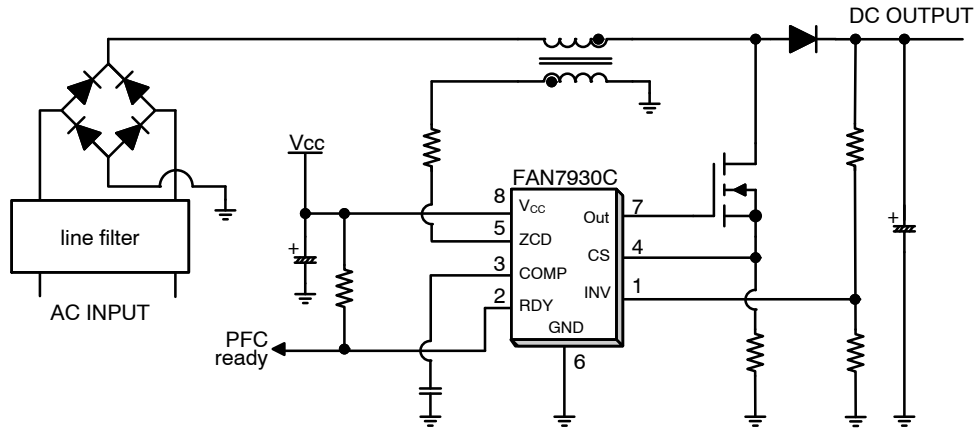 DC OUTPUT
Vcc
FAN7930C
8
VCC
Out
7
5
ZCD
CS
4
line filter
3
COMP
INV
1
2
RDY
GND
AC INPUT
PFC
ready
6
+
+